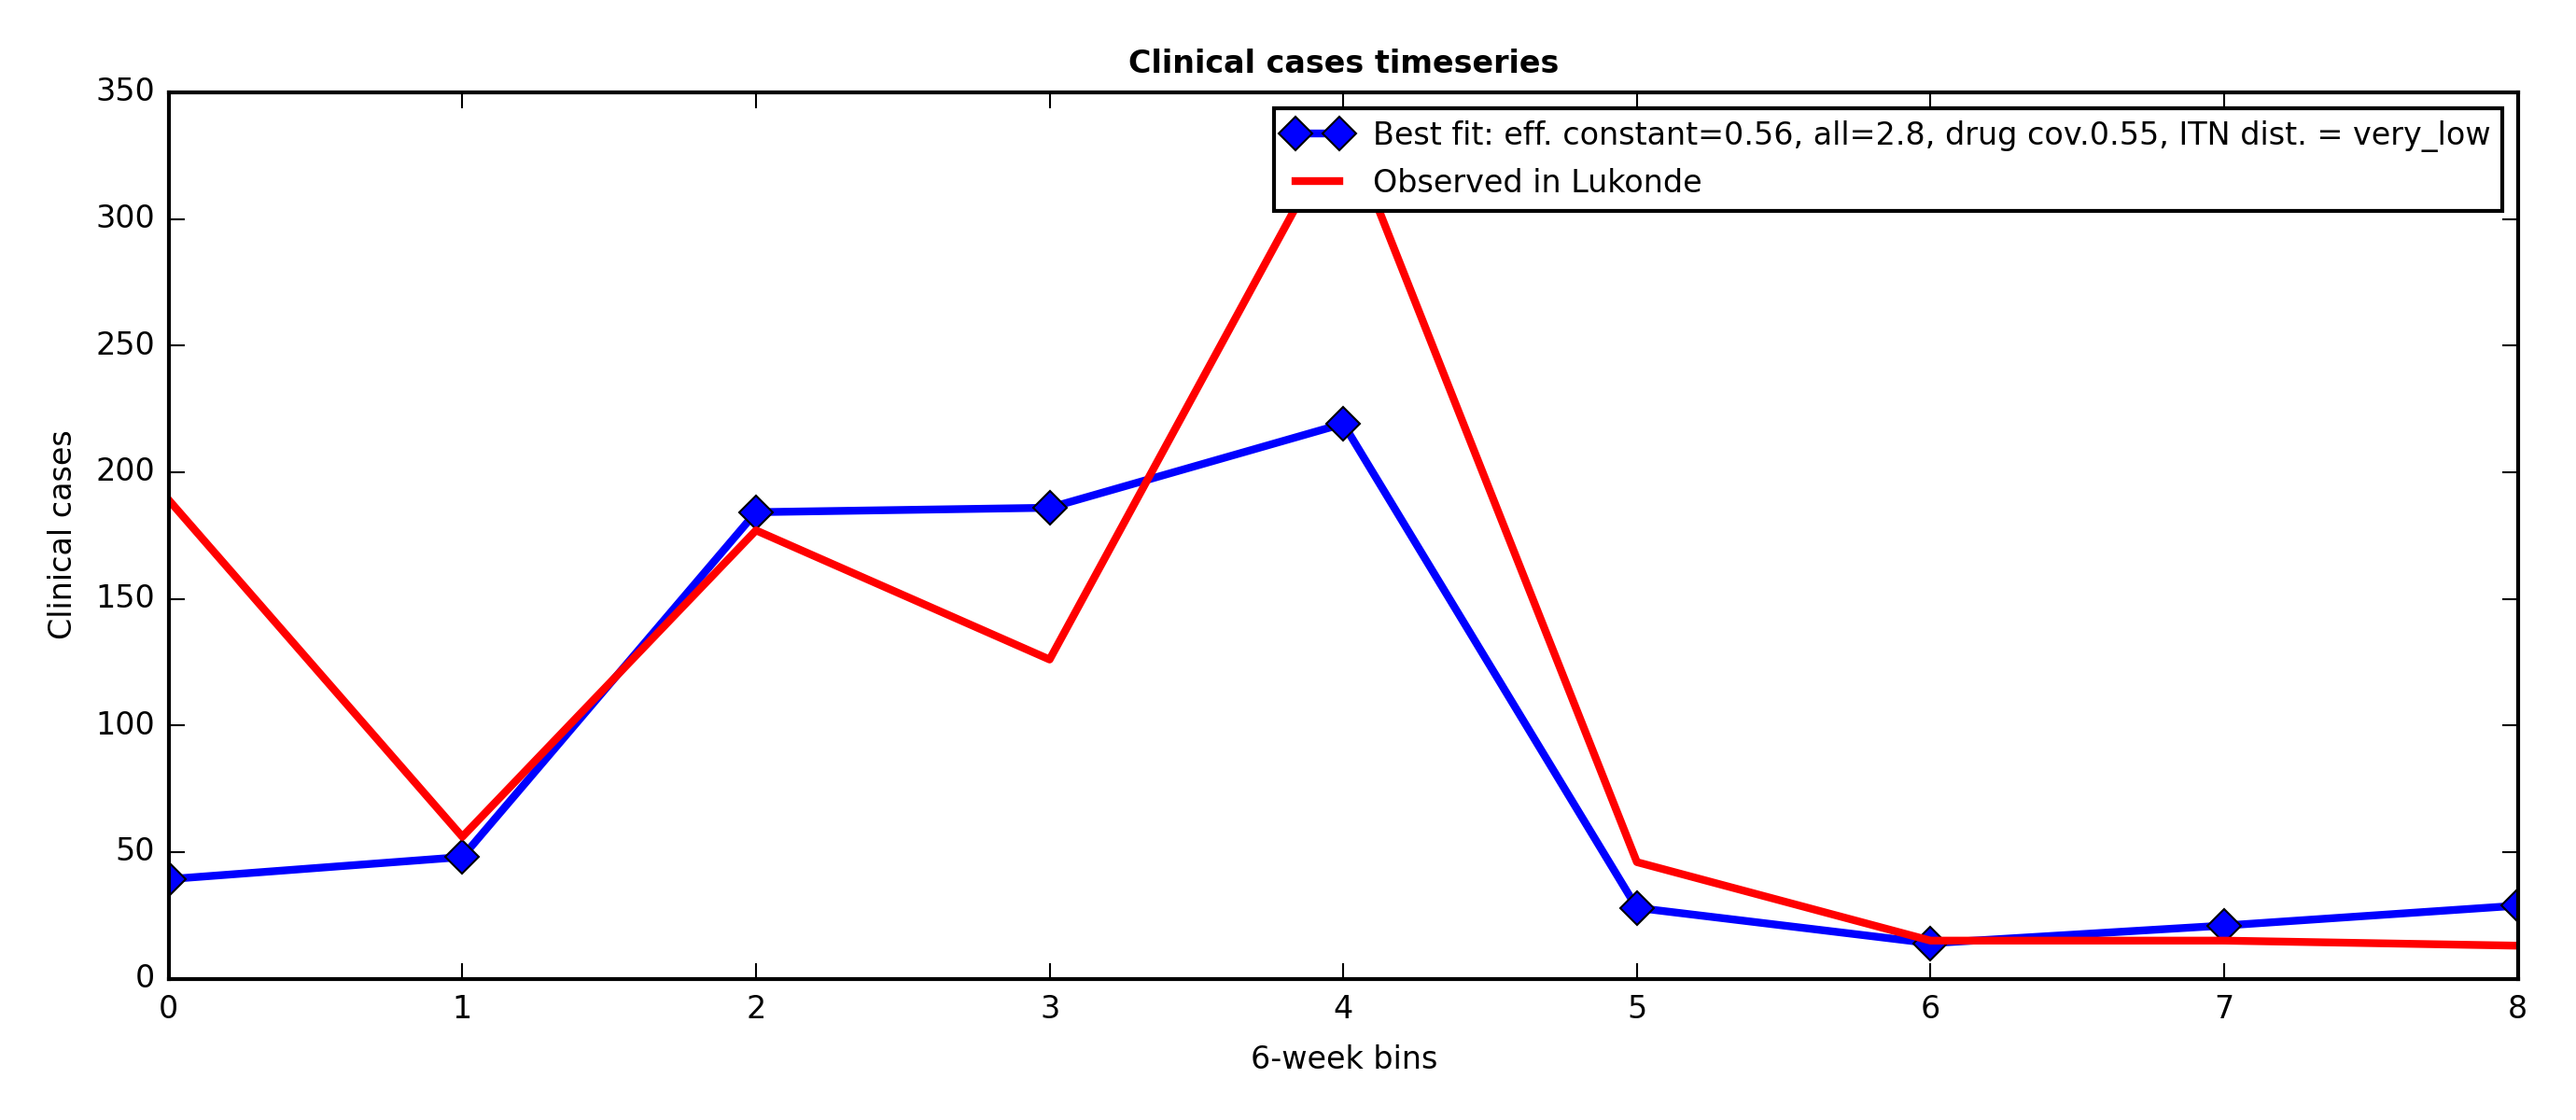 Clinical cases timeseries
350
300
250
200
150
100
50
0
Clinical cases
Best fit: eff. constant=0.56, all=2.8, drug cov.0.55, ITN dist. = very_low
Observed in Lukonde
0 1 2 3 4 5 6 7 8
6-week bins